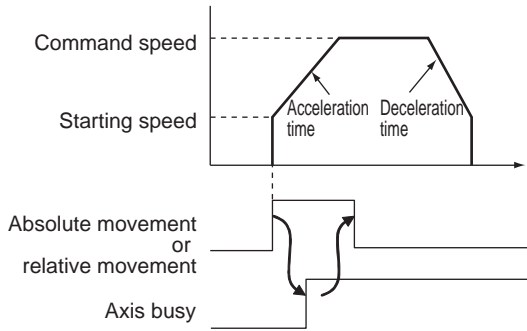 Command speed
Acceleration
time
Deceleration
time
Starting speed
Absolute movement
or
relative movement
Axis busy